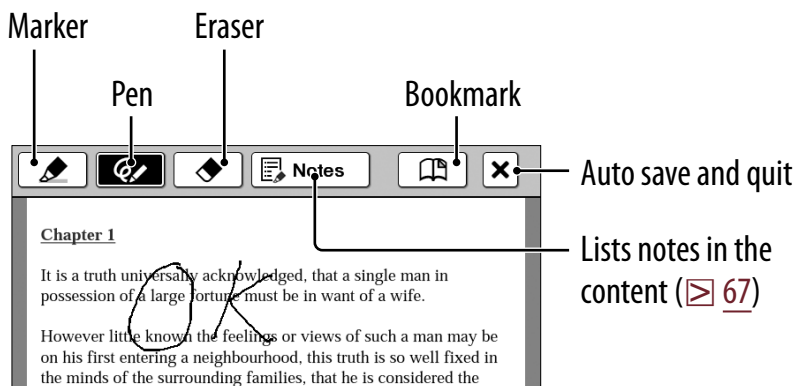 Marker
Eraser
Pen
Bookmark
Notes
Auto save and quit
Lists notes in the
content (> 67)
Chapter 1
It is a truth universally acknowledged, that a single man in
possession of a large fortune must be in want of a wife.
OK
However little known the feelings or views of such a man may be
on his first entering a neighbourhood, this truth is so well fixed in
the minds of the surrounding families, that he is considered the